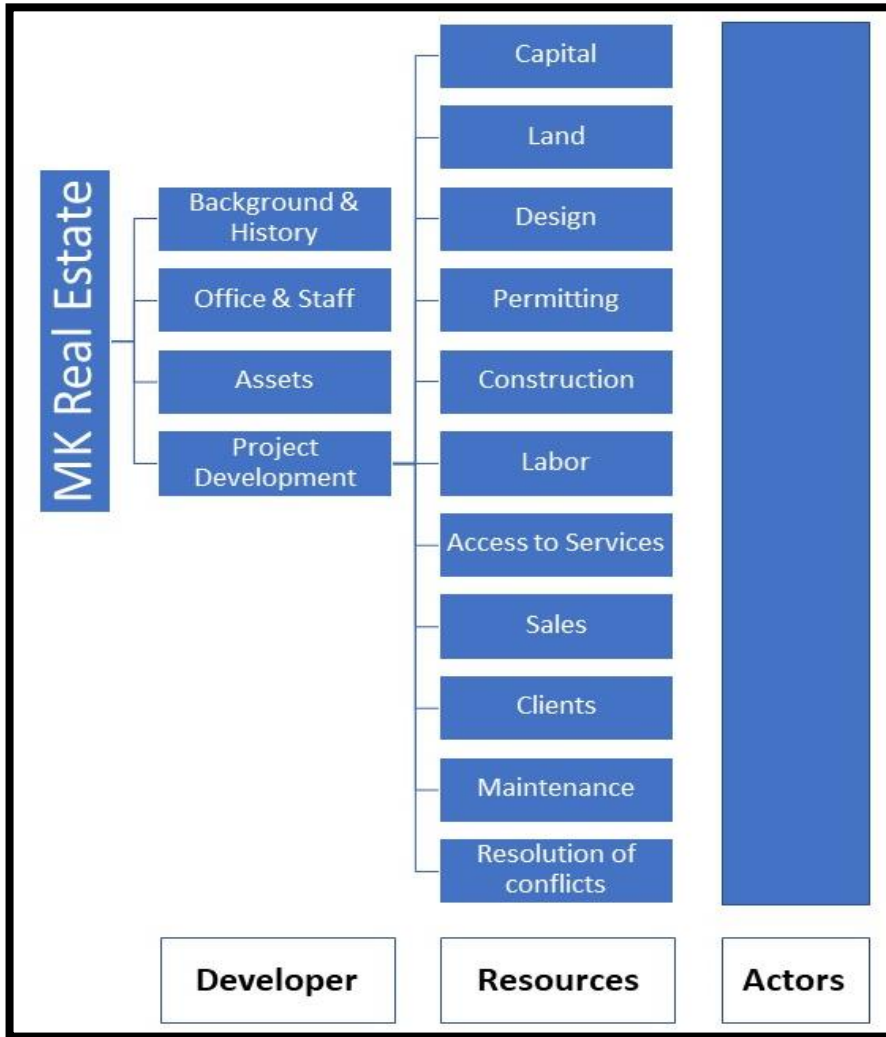 MK Real Estate
Background &
History
Office & Staff
Assets
Project
Development
Capital
Land
Design
Permitting
Construction
Labor
Access to Services
Sales
Clients
Maintenance
Resolution of
conflicts
Developer
Resources
Actors